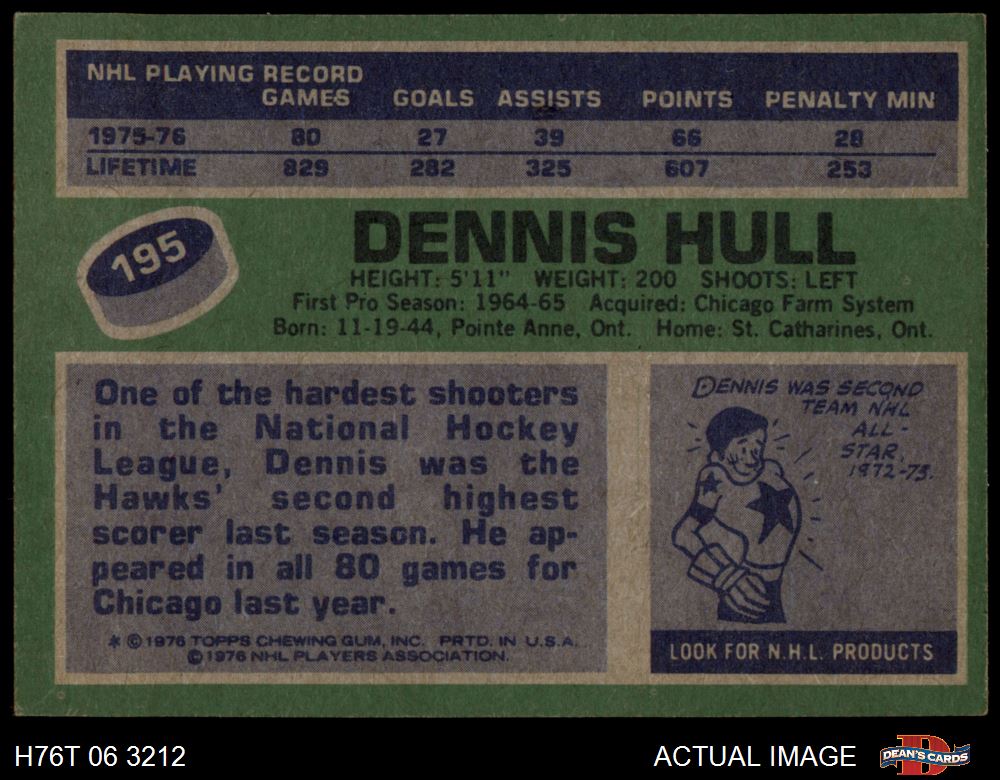 NHL PLAYING RECORD
GAMES GOALS ASSISTS POINTS PENALTY MIN
1975-76 80 27 39 66 28
LIFETIME 829 282 325 607 253
195
DENNIS HULL
HEIGHT: 5'11" WEIGHT: 200 SHOOTS: LEFT
First Pro Season: 1964-65 Acquired: Chicago Farm System
Born: 11-19-44, Pointe Anne, Ont. Home: St. Catharines, Ont.
One of the hardest shooters
in the National Hockey
League, Dennis was the
Hawks' second highest
scorer last season. He ap-
peared in all 80 games for
Chicago last year.
* © 1976 TOPPS CHEWING GUM, INC. PRTD. IN U.S.A.
© 1976 NHL PLAYERS ASSOCIATION.
DENNIS WAS SECOND
TEAM NHL
ALL-
STAR,
1972-73.
LOOK FOR N.H.L. PRODUCTS
H76T 06 3212
ACTUAL IMAGE
DEAN'S CARDS